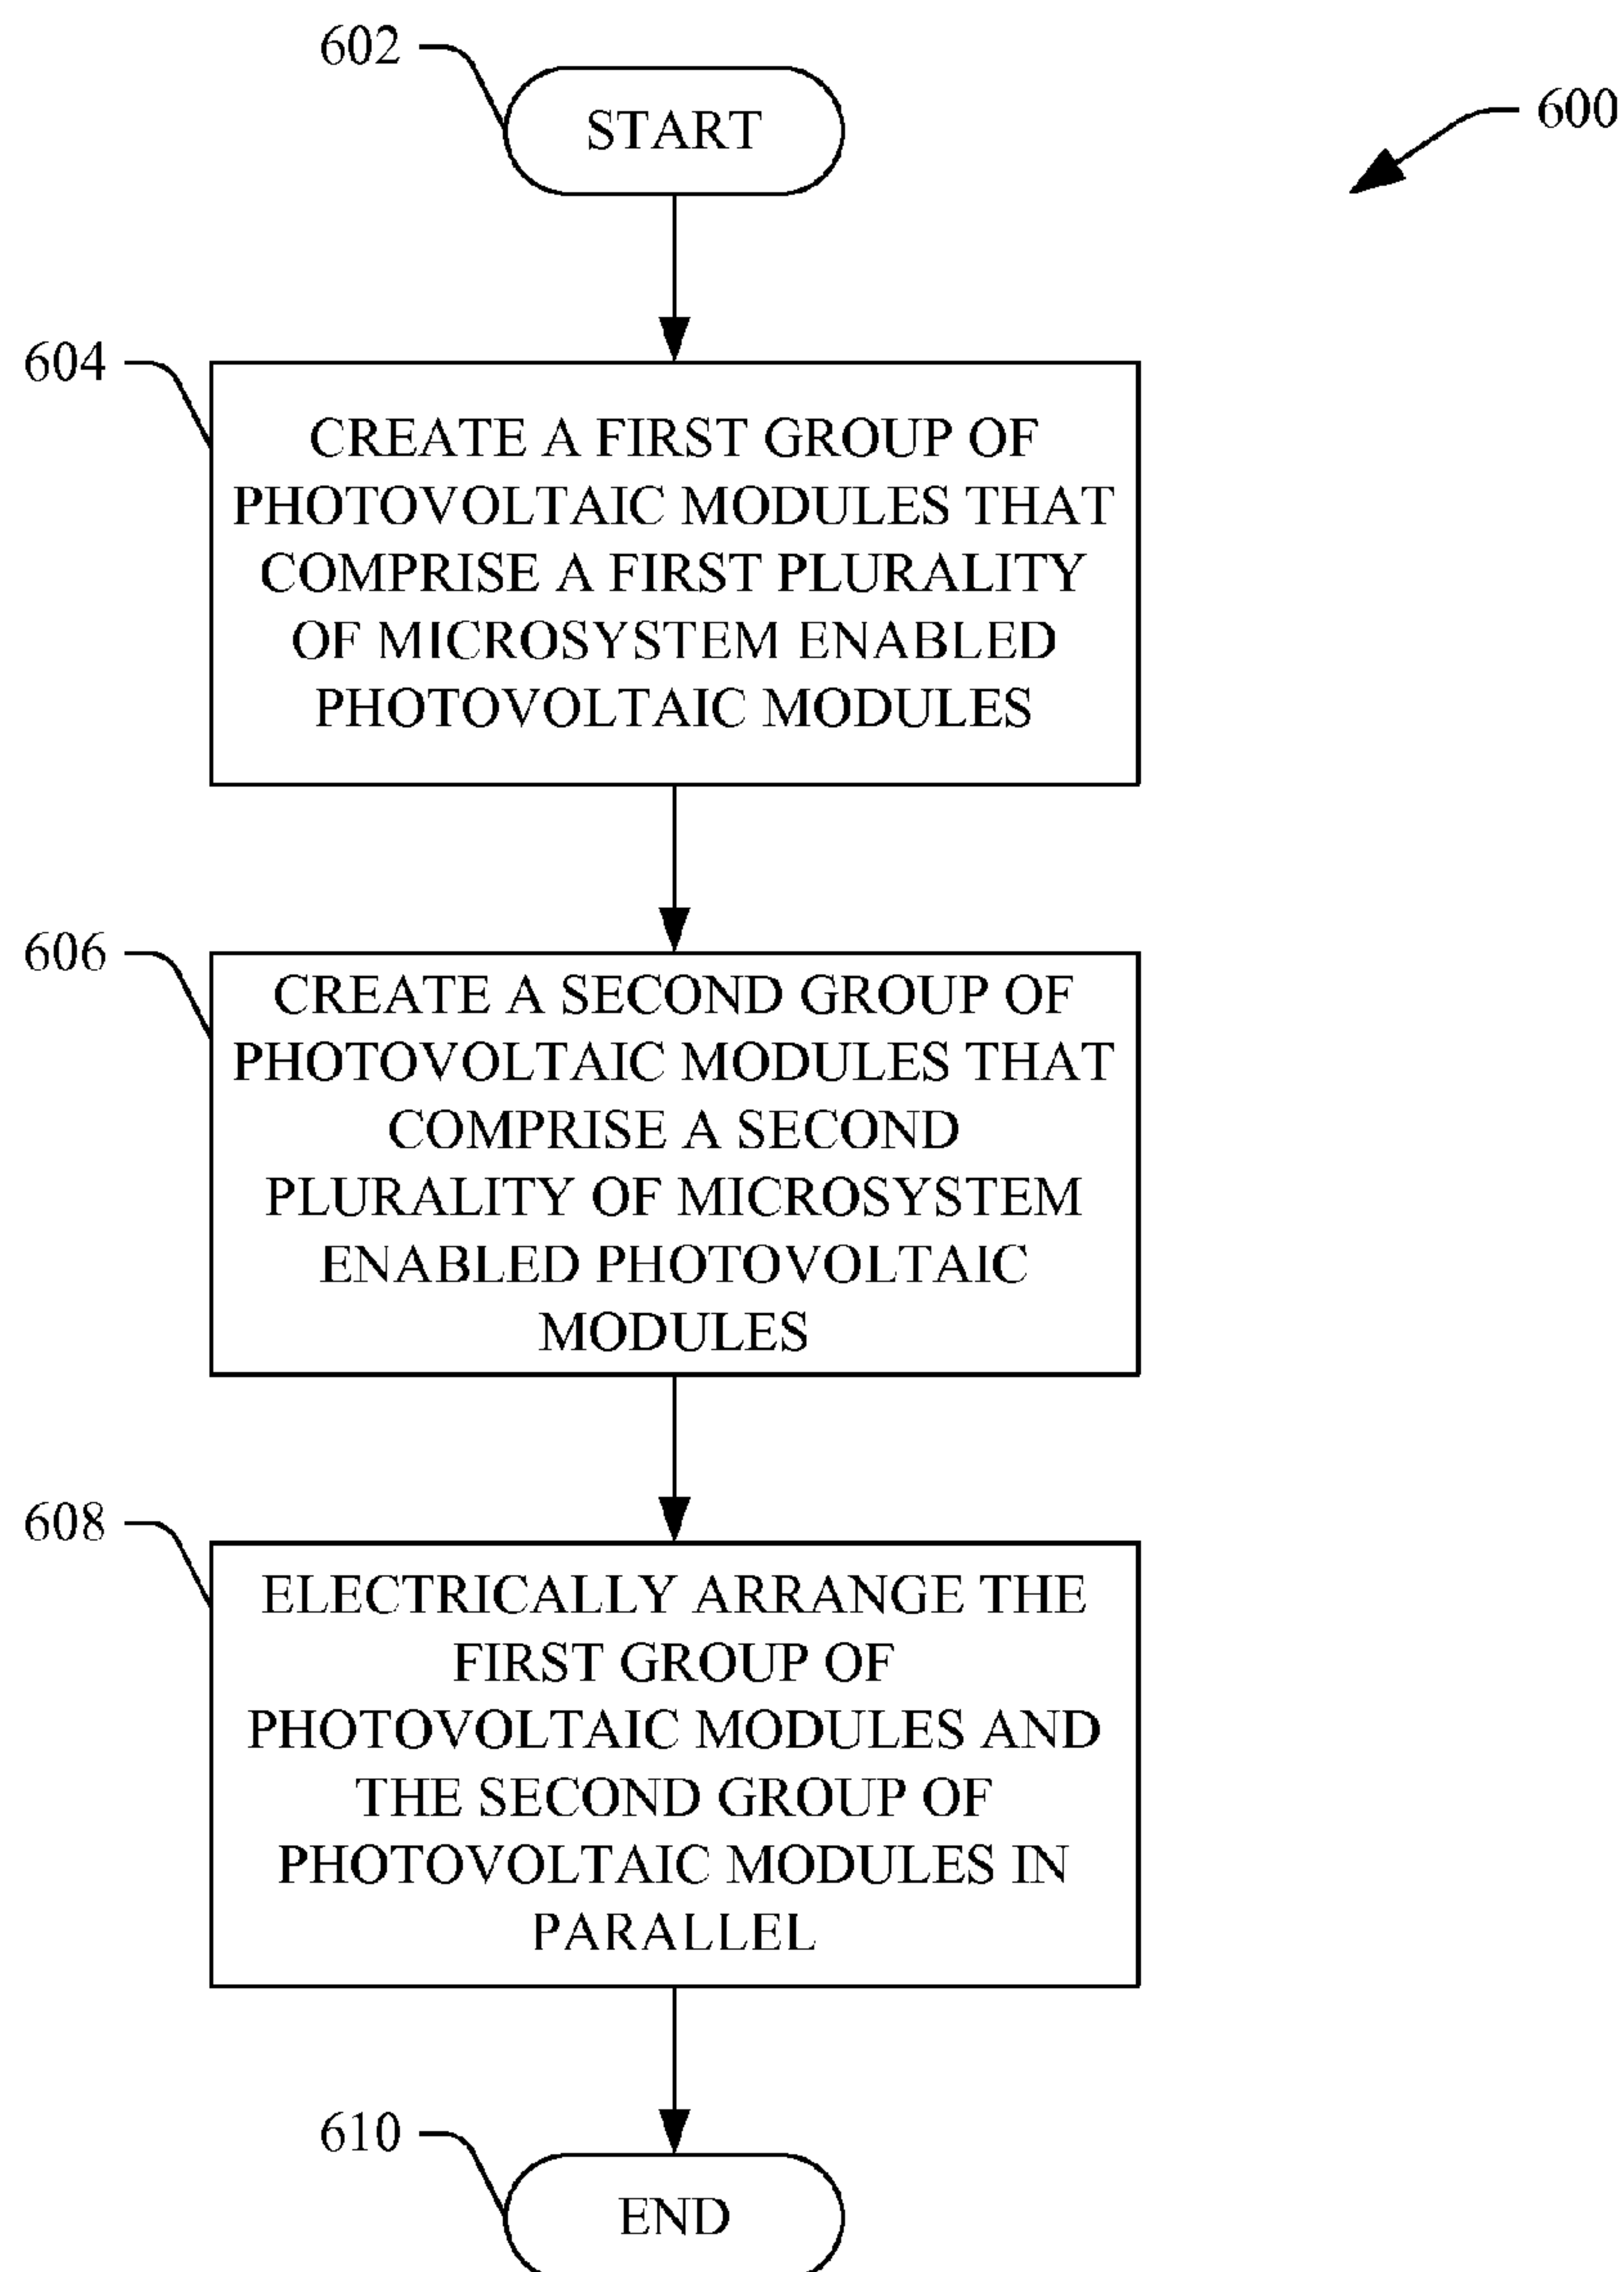 602
START
600
604
CREATE A FIRST GROUP OF
PHOTOVOLTAIC MODULES THAT
COMPRISE A FIRST PLURALITY
OF MICROSYSTEM ENABLED
PHOTOVOLTAIC MODULES
606
CREATE A SECOND GROUP OF
PHOTOVOLTAIC MODULES THAT
COMPRISE A SECOND
PLURALITY OF MICROSYSTEM
ENABLED PHOTOVOLTAIC
MODULES
608
ELECTRICALLY ARRANGE THE
FIRST GROUP OF
PHOTOVOLTAIC MODULES AND
THE SECOND GROUP OF
PHOTOVOLTAIC MODULES IN
PARALLEL
610
END